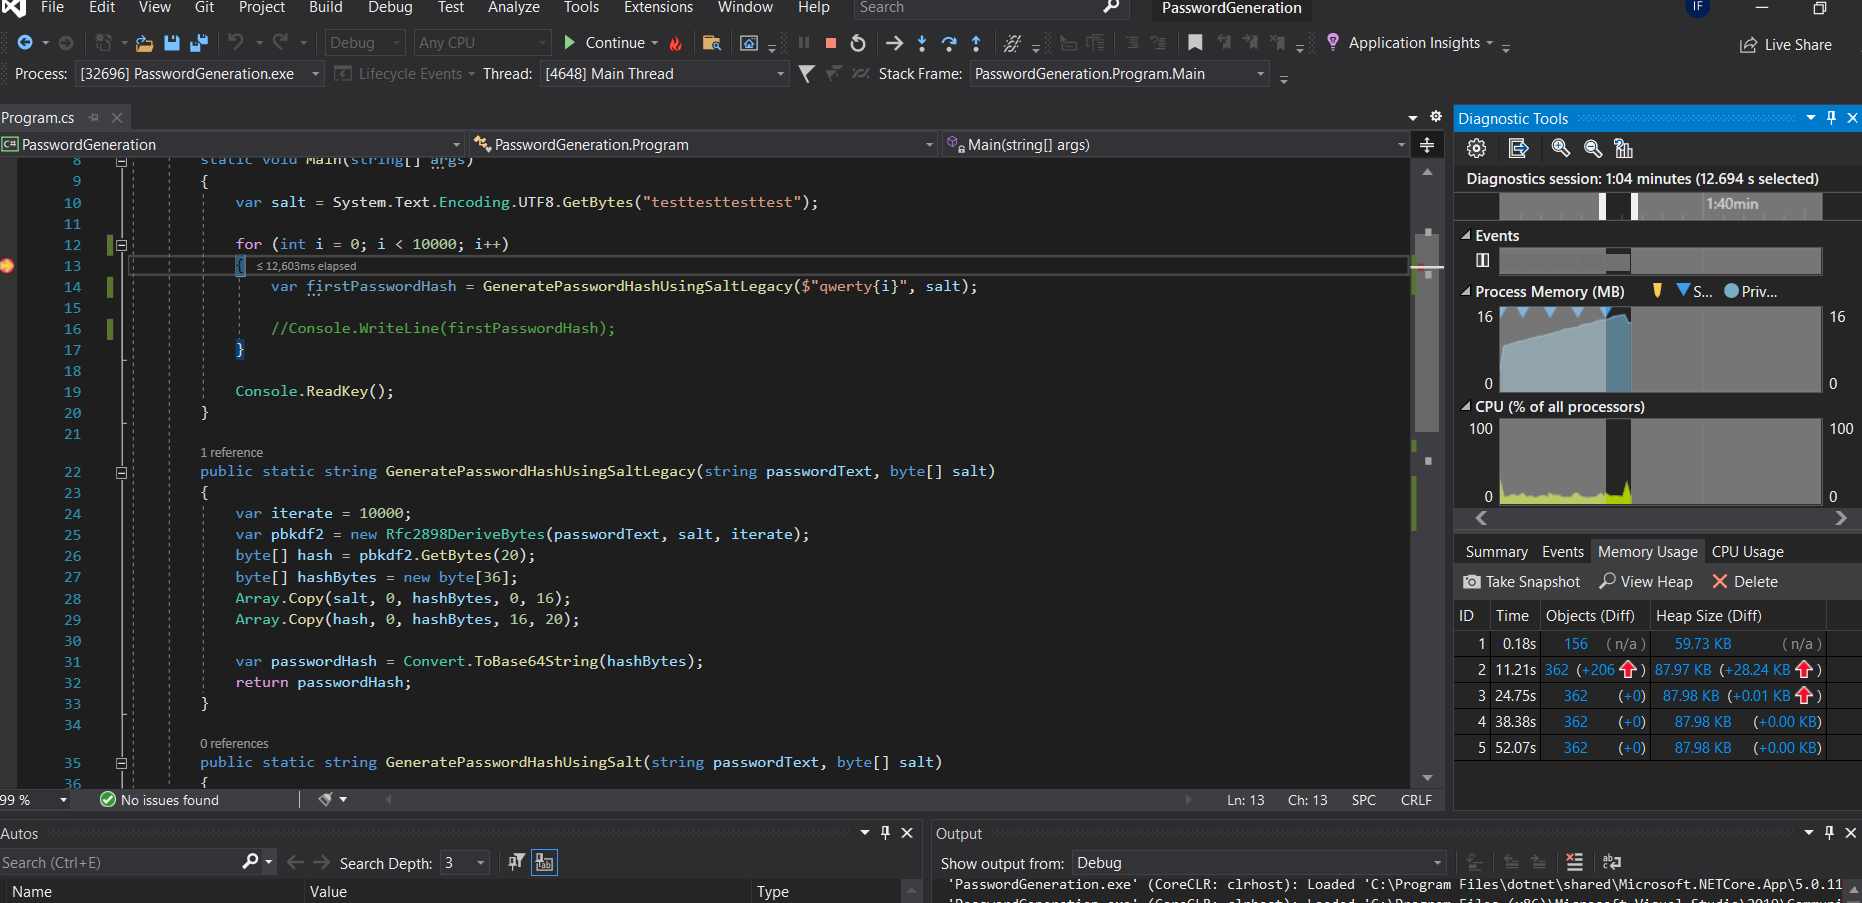 File Edit View Git Project Build Debug Test Analyze Tools Extensions Window Help Search PasswordGeneration IF
Debug Any CPU Continue Application Insights Live Share
Process: [32696] PasswordGeneration.exe Lifecycle Events Thread: [4648] Main Thread Stack Frame: PasswordGeneration.Program.Main
Program.cs
C# PasswordGeneration PasswordGeneration.Program Main(string[] args)
8 static void Main(string[] args)
9 {
10 var salt = System.Text.Encoding.UTF8.GetBytes("testtesttesttest");
11
12 for (int i = 0; i < 10000; i++)
13 { ≤ 12,603ms elapsed
14 var firstPasswordHash = GeneratePasswordHashUsingSaltLegacy($"qwerty{i}", salt);
15
16 //Console.WriteLine(firstPasswordHash);
17 }
18
19 Console.ReadKey();
20 }
21
1 reference
22 public static string GeneratePasswordHashUsingSaltLegacy(string passwordText, byte[] salt)
23 {
24 var iterate = 10000;
25 var pbkdf2 = new Rfc2898DeriveBytes(passwordText, salt, iterate);
26 byte[] hash = pbkdf2.GetBytes(20);
27 byte[] hashBytes = new byte[36];
28 Array.Copy(salt, 0, hashBytes, 0, 16);
29 Array.Copy(hash, 0, hashBytes, 16, 20);
30
31 var passwordHash = Convert.ToBase64String(hashBytes);
32 return passwordHash;
33 }
34
0 references
35 public static string GeneratePasswordHashUsingSalt(string passwordText, byte[] salt)
36 {
99 % No issues found Ln: 13 Ch: 13 SPC CRLF
Diagnostic Tools
Diagnostics session: 1:04 minutes (12.694 s selected)
1:40min
Events
Process Memory (MB) S... Priv...
16 16
0 0
CPU (% of all processors)
100 100
0 0
Summary Events Memory Usage CPU Usage
Take Snapshot View Heap Delete
ID Time Objects (Diff) Heap Size (Diff)
1 0.18s 156 (n/a) 59.73 KB (n/a)
2 11.21s 362 (+206 ) 87.97 KB (+28.24 KB )
3 24.75s 362 (+0) 87.98 KB (+0.01 KB )
4 38.38s 362 (+0) 87.98 KB (+0.00 KB)
5 52.07s 362 (+0) 87.98 KB (+0.00 KB)
Autos
Search (Ctrl+E) Search Depth: 3
Name Value Type
Output
Show output from: Debug
'PasswordGeneration.exe' (CoreCLR: clrhost): Loaded 'C:\Program Files\dotnet\shared\Microsoft.NETCore.App\5.0.11